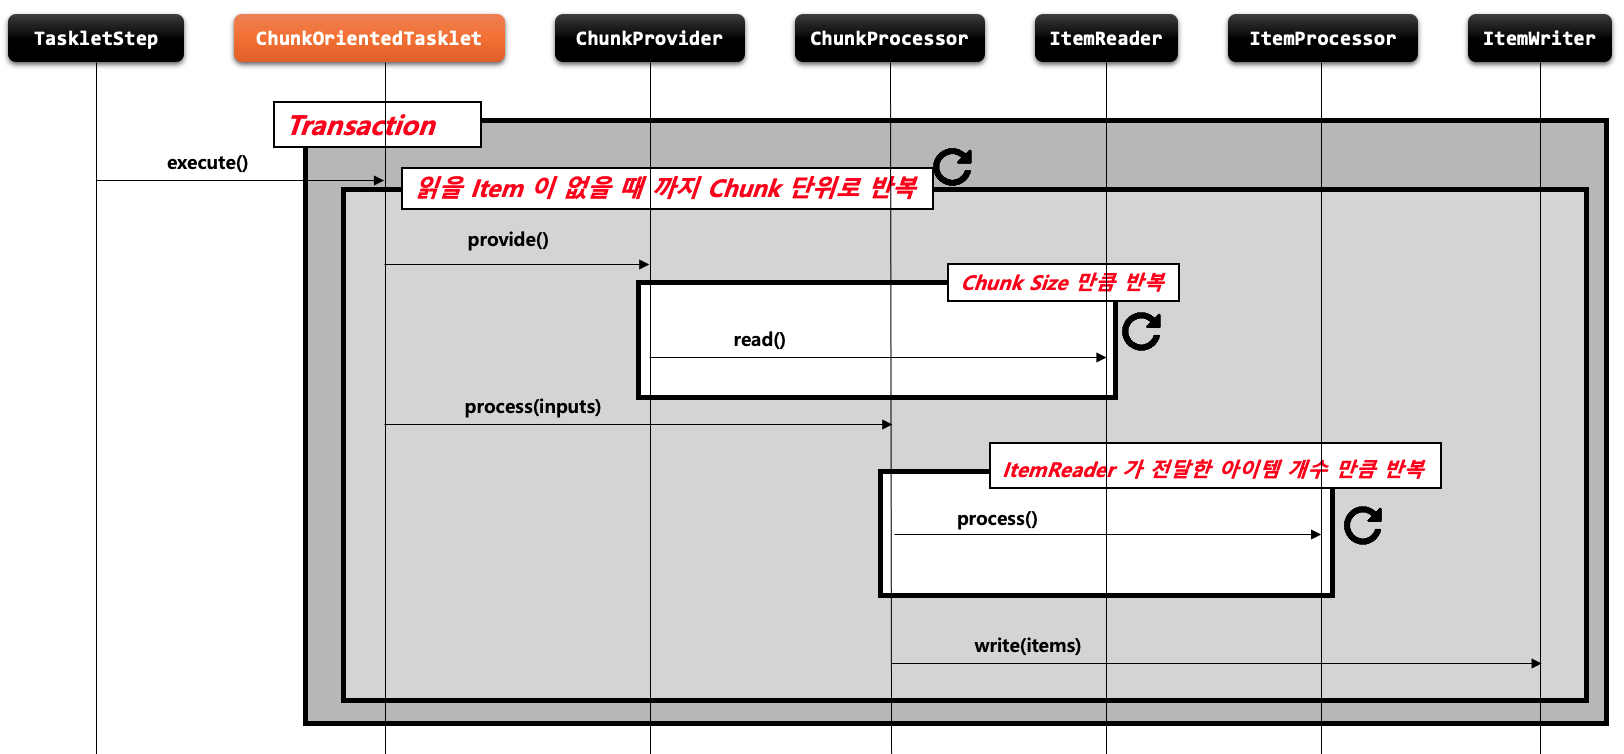 TaskletStep
ChunkOrientedTasklet
ChunkProvider
ChunkProcessor
ItemReader
ItemProcessor
ItemWriter
Transaction
execute()
읽을 Item 이 없을 때 까지 Chunk 단위로 반복
provide()
Chunk Size 만큼 반복
read()
process(inputs)
ItemReader 가 전달한 아이템 개수 만큼 반복
process()
write(items)